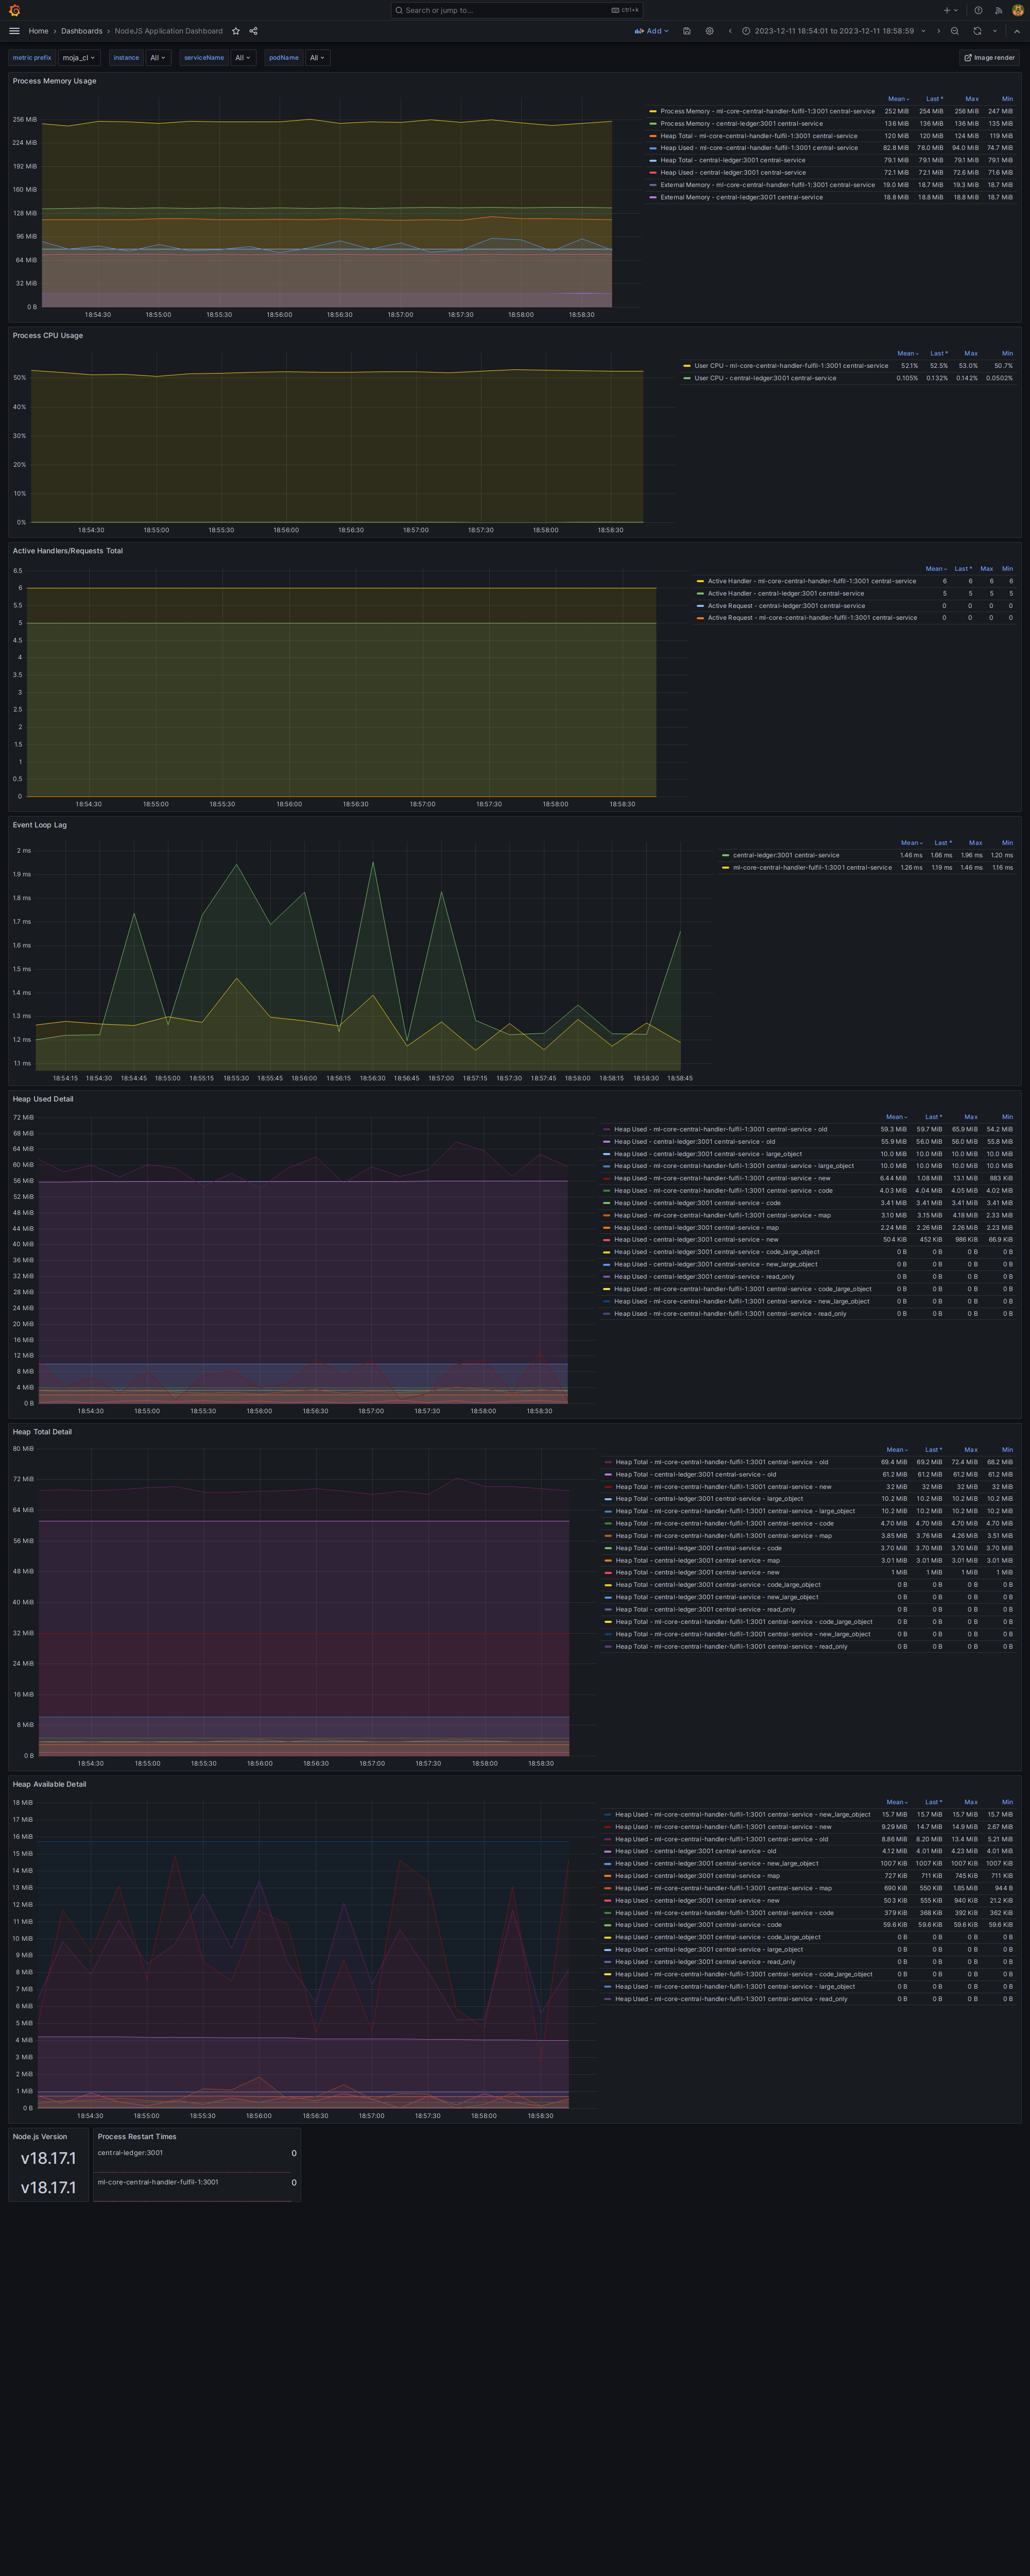 Search or jump to...
ctrl+k
Home › Dashboards › NodeJS Application Dashboard
Add
2023-12-11 18:54:01 to 2023-12-11 18:58:59
metric prefix moja_cl instance All serviceName All podName All
Image render
Process Memory Usage
256 MiB
224 MiB
192 MiB
160 MiB
128 MiB
96 MiB
64 MiB
32 MiB
0 B
18:54:30 18:55:00 18:55:30 18:56:00 18:56:30 18:57:00 18:57:30 18:58:00 18:58:30
Mean Last * Max Min
Process Memory - ml-core-central-handler-fulfil-1:3001 central-service 252 MiB 254 MiB 256 MiB 247 MiB
Process Memory - central-ledger:3001 central-service 136 MiB 136 MiB 136 MiB 135 MiB
Heap Total - ml-core-central-handler-fulfil-1:3001 central-service 120 MiB 120 MiB 124 MiB 119 MiB
Heap Used - ml-core-central-handler-fulfil-1:3001 central-service 82.8 MiB 78.0 MiB 94.0 MiB 74.7 MiB
Heap Total - central-ledger:3001 central-service 79.1 MiB 79.1 MiB 79.1 MiB 79.1 MiB
Heap Used - central-ledger:3001 central-service 72.1 MiB 72.1 MiB 72.6 MiB 71.6 MiB
External Memory - ml-core-central-handler-fulfil-1:3001 central-service 19.0 MiB 18.7 MiB 19.3 MiB 18.7 MiB
External Memory - central-ledger:3001 central-service 18.8 MiB 18.8 MiB 18.8 MiB 18.7 MiB
Process CPU Usage
50%
40%
30%
20%
10%
0%
18:54:30 18:55:00 18:55:30 18:56:00 18:56:30 18:57:00 18:57:30 18:58:00 18:58:30
Mean Last * Max Min
User CPU - ml-core-central-handler-fulfil-1:3001 central-service 52.1% 52.5% 53.0% 50.7%
User CPU - central-ledger:3001 central-service 0.105% 0.132% 0.142% 0.0502%
Active Handlers/Requests Total
6.5
6
5.5
5
4.5
4
3.5
3
2.5
2
1.5
1
0.5
0
18:54:30 18:55:00 18:55:30 18:56:00 18:56:30 18:57:00 18:57:30 18:58:00 18:58:30
Mean Last * Max Min
Active Handler - ml-core-central-handler-fulfil-1:3001 central-service 6 6 6 6
Active Handler - central-ledger:3001 central-service 5 5 5 5
Active Request - central-ledger:3001 central-service 0 0 0 0
Active Request - ml-core-central-handler-fulfil-1:3001 central-service 0 0 0 0
Event Loop Lag
2 ms
1.9 ms
1.8 ms
1.7 ms
1.6 ms
1.5 ms
1.4 ms
1.3 ms
1.2 ms
1.1 ms
18:54:15 18:54:30 18:54:45 18:55:00 18:55:15 18:55:30 18:55:45 18:56:00 18:56:15 18:56:30 18:56:45 18:57:00 18:57:15 18:57:30 18:57:45 18:58:00 18:58:15 18:58:30 18:58:45
Mean Last * Max Min
central-ledger:3001 central-service 1.46 ms 1.66 ms 1.96 ms 1.20 ms
ml-core-central-handler-fulfil-1:3001 central-service 1.26 ms 1.19 ms 1.46 ms 1.16 ms
Heap Used Detail
72 MiB
68 MiB
64 MiB
60 MiB
56 MiB
52 MiB
48 MiB
44 MiB
40 MiB
36 MiB
32 MiB
28 MiB
24 MiB
20 MiB
16 MiB
12 MiB
8 MiB
4 MiB
0 B
18:54:30 18:55:00 18:55:30 18:56:00 18:56:30 18:57:00 18:57:30 18:58:00 18:58:30
Mean Last * Max Min
Heap Used - ml-core-central-handler-fulfil-1:3001 central-service - old 59.3 MiB 59.7 MiB 65.9 MiB 54.2 MiB
Heap Used - central-ledger:3001 central-service - old 55.9 MiB 56.0 MiB 56.0 MiB 55.8 MiB
Heap Used - central-ledger:3001 central-service - large_object 10.0 MiB 10.0 MiB 10.0 MiB 10.0 MiB
Heap Used - ml-core-central-handler-fulfil-1:3001 central-service - large_object 10.0 MiB 10.0 MiB 10.0 MiB 10.0 MiB
Heap Used - ml-core-central-handler-fulfil-1:3001 central-service - new 6.44 MiB 1.08 MiB 13.1 MiB 883 KiB
Heap Used - ml-core-central-handler-fulfil-1:3001 central-service - code 4.03 MiB 4.04 MiB 4.05 MiB 4.02 MiB
Heap Used - central-ledger:3001 central-service - code 3.41 MiB 3.41 MiB 3.41 MiB 3.41 MiB
Heap Used - ml-core-central-handler-fulfil-1:3001 central-service - map 3.10 MiB 3.15 MiB 4.18 MiB 2.33 MiB
Heap Used - central-ledger:3001 central-service - map 2.24 MiB 2.26 MiB 2.26 MiB 2.23 MiB
Heap Used - central-ledger:3001 central-service - new 504 KiB 452 KiB 986 KiB 66.9 KiB
Heap Used - central-ledger:3001 central-service - code_large_object 0 B 0 B 0 B 0 B
Heap Used - central-ledger:3001 central-service - new_large_object 0 B 0 B 0 B 0 B
Heap Used - central-ledger:3001 central-service - read_only 0 B 0 B 0 B 0 B
Heap Used - ml-core-central-handler-fulfil-1:3001 central-service - code_large_object 0 B 0 B 0 B 0 B
Heap Used - ml-core-central-handler-fulfil-1:3001 central-service - new_large_object 0 B 0 B 0 B 0 B
Heap Used - ml-core-central-handler-fulfil-1:3001 central-service - read_only 0 B 0 B 0 B 0 B
Heap Total Detail
80 MiB
72 MiB
64 MiB
56 MiB
48 MiB
40 MiB
32 MiB
24 MiB
16 MiB
8 MiB
0 B
18:54:30 18:55:00 18:55:30 18:56:00 18:56:30 18:57:00 18:57:30 18:58:00 18:58:30
Mean Last * Max Min
Heap Total - ml-core-central-handler-fulfil-1:3001 central-service - old 69.4 MiB 69.2 MiB 72.4 MiB 68.2 MiB
Heap Total - central-ledger:3001 central-service - old 61.2 MiB 61.2 MiB 61.2 MiB 61.2 MiB
Heap Total - ml-core-central-handler-fulfil-1:3001 central-service - new 32 MiB 32 MiB 32 MiB 32 MiB
Heap Total - central-ledger:3001 central-service - large_object 10.2 MiB 10.2 MiB 10.2 MiB 10.2 MiB
Heap Total - ml-core-central-handler-fulfil-1:3001 central-service - large_object 10.2 MiB 10.2 MiB 10.2 MiB 10.2 MiB
Heap Total - ml-core-central-handler-fulfil-1:3001 central-service - code 4.70 MiB 4.70 MiB 4.70 MiB 4.70 MiB
Heap Total - ml-core-central-handler-fulfil-1:3001 central-service - map 3.85 MiB 3.76 MiB 4.26 MiB 3.51 MiB
Heap Total - central-ledger:3001 central-service - code 3.70 MiB 3.70 MiB 3.70 MiB 3.70 MiB
Heap Total - central-ledger:3001 central-service - map 3.01 MiB 3.01 MiB 3.01 MiB 3.01 MiB
Heap Total - central-ledger:3001 central-service - new 1 MiB 1 MiB 1 MiB 1 MiB
Heap Total - central-ledger:3001 central-service - code_large_object 0 B 0 B 0 B 0 B
Heap Total - central-ledger:3001 central-service - new_large_object 0 B 0 B 0 B 0 B
Heap Total - central-ledger:3001 central-service - read_only 0 B 0 B 0 B 0 B
Heap Total - ml-core-central-handler-fulfil-1:3001 central-service - code_large_object 0 B 0 B 0 B 0 B
Heap Total - ml-core-central-handler-fulfil-1:3001 central-service - new_large_object 0 B 0 B 0 B 0 B
Heap Total - ml-core-central-handler-fulfil-1:3001 central-service - read_only 0 B 0 B 0 B 0 B
Heap Available Detail
18 MiB
17 MiB
16 MiB
15 MiB
14 MiB
13 MiB
12 MiB
11 MiB
10 MiB
9 MiB
8 MiB
7 MiB
6 MiB
5 MiB
4 MiB
3 MiB
2 MiB
1 MiB
0 B
18:54:30 18:55:00 18:55:30 18:56:00 18:56:30 18:57:00 18:57:30 18:58:00 18:58:30
Mean Last * Max Min
Heap Used - ml-core-central-handler-fulfil-1:3001 central-service - new_large_object 15.7 MiB 15.7 MiB 15.7 MiB 15.7 MiB
Heap Used - ml-core-central-handler-fulfil-1:3001 central-service - new 9.29 MiB 14.7 MiB 14.9 MiB 2.67 MiB
Heap Used - ml-core-central-handler-fulfil-1:3001 central-service - old 8.86 MiB 8.20 MiB 13.4 MiB 5.21 MiB
Heap Used - central-ledger:3001 central-service - old 4.12 MiB 4.01 MiB 4.23 MiB 4.01 MiB
Heap Used - central-ledger:3001 central-service - new_large_object 1007 KiB 1007 KiB 1007 KiB 1007 KiB
Heap Used - central-ledger:3001 central-service - map 727 KiB 711 KiB 745 KiB 711 KiB
Heap Used - ml-core-central-handler-fulfil-1:3001 central-service - map 690 KiB 550 KiB 1.85 MiB 944 B
Heap Used - central-ledger:3001 central-service - new 503 KiB 555 KiB 940 KiB 21.2 KiB
Heap Used - ml-core-central-handler-fulfil-1:3001 central-service - code 379 KiB 368 KiB 392 KiB 362 KiB
Heap Used - central-ledger:3001 central-service - code 59.6 KiB 59.6 KiB 59.6 KiB 59.6 KiB
Heap Used - central-ledger:3001 central-service - code_large_object 0 B 0 B 0 B 0 B
Heap Used - central-ledger:3001 central-service - large_object 0 B 0 B 0 B 0 B
Heap Used - central-ledger:3001 central-service - read_only 0 B 0 B 0 B 0 B
Heap Used - ml-core-central-handler-fulfil-1:3001 central-service - code_large_object 0 B 0 B 0 B 0 B
Heap Used - ml-core-central-handler-fulfil-1:3001 central-service - large_object 0 B 0 B 0 B 0 B
Heap Used - ml-core-central-handler-fulfil-1:3001 central-service - read_only 0 B 0 B 0 B 0 B
Node.js Version
v18.17.1
v18.17.1
Process Restart Times
central-ledger:3001 0
ml-core-central-handler-fulfil-1:3001 0